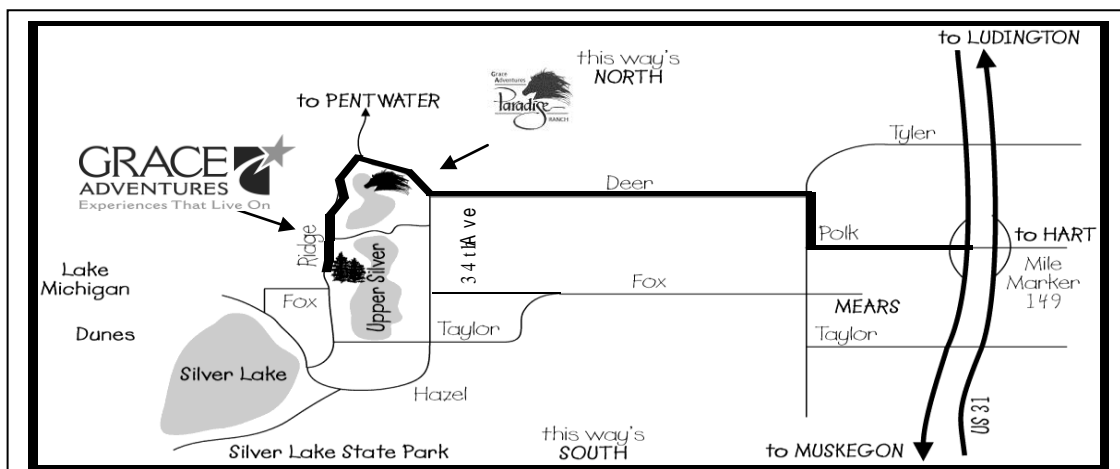 to LUDINGTON
this way's
NORTH
Grace
Adventures
Paradise
RANCH
to PENTWATER
Tyler
GRACE
ADVENTURES
Experiences That Live On
Deer
34th Ave
Ridge
Polk
to HART
Upper Silver
Lake
Michigan
Mile
Marker
149
Fox
Fox
MEARS
Dunes
Taylor
Taylor
Silver Lake
Hazel
US 31
this way's
SOUTH
to MUSKEGON
Silver Lake State Park